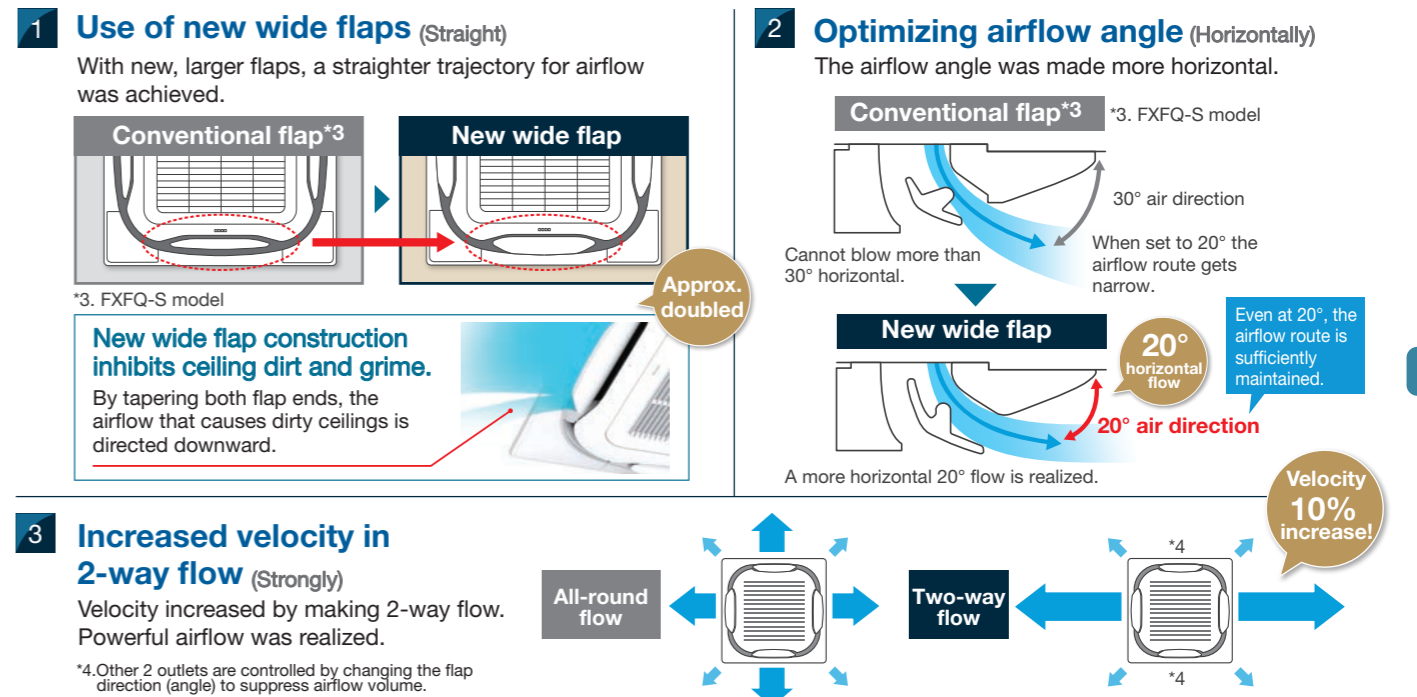 1 Use of new wide flaps (Straight)
With new, larger flaps, a straighter trajectory for airflow
was achieved.
Conventional flap*3
New wide flap
*3. FXFQ-S model
Approx.
doubled
New wide flap construction
inhibits ceiling dirt and grime.
By tapering both flap ends, the
airflow that causes dirty ceilings is
directed downward.
2 Optimizing airflow angle (Horizontally)
The airflow angle was made more horizontal.
Conventional flap*3
*3. FXFQ-S model
30° air direction
Cannot blow more than
30° horizontal.
When set to 20° the
airflow route gets
narrow.
New wide flap
20°
horizontal
flow
Even at 20°, the
airflow route is
sufficiently
maintained.
20° air direction
A more horizontal 20° flow is realized.
3 Increased velocity in
2-way flow (Strongly)
Velocity increased by making 2-way flow.
Powerful airflow was realized.
*4.Other 2 outlets are controlled by changing the flap
direction (angle) to suppress airflow volume.
All-round
flow
Two-way
flow
*4
*4
Velocity
10%
increase!